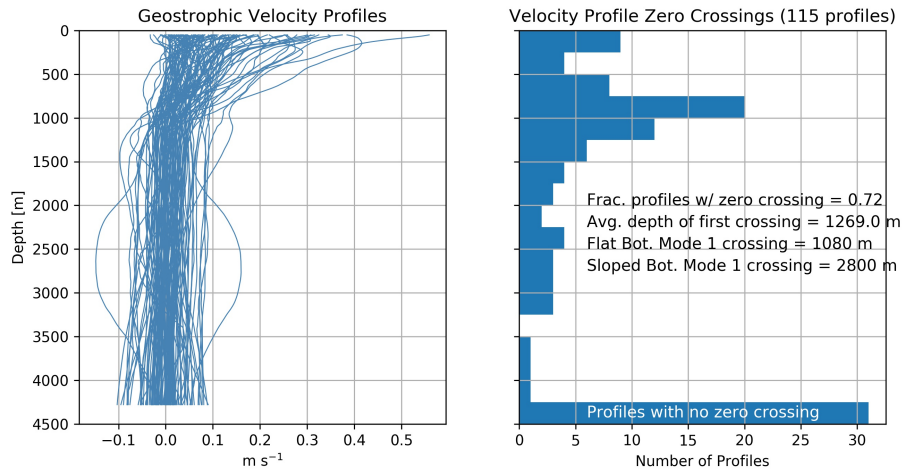 Geostrophic Velocity Profiles
0
500
1000
1500
2000
2500
3000
3500
4000
4500
Depth [m]
−0.1 0.0 0.1 0.2 0.3 0.4 0.5
m s⁻¹
Velocity Profile Zero Crossings (115 profiles)
Frac. profiles w/ zero crossing = 0.72
Avg. depth of first crossing = 1269.0 m
Flat Bot. Mode 1 crossing = 1080 m
Sloped Bot. Mode 1 crossing = 2800 m
Profiles with no zero crossing
0 5 10 15 20 25 30
Number of Profiles